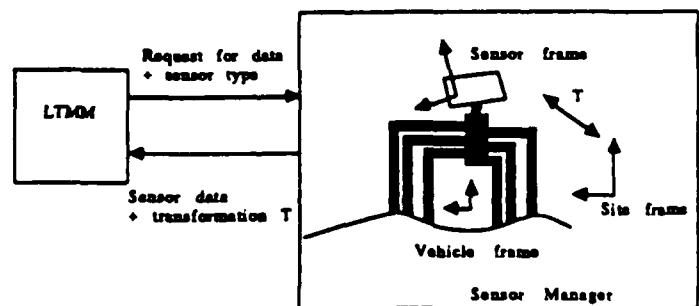 Request for data
+ sensor type
LTMM
Sensor data
+ transformation T
Sensor frame
T
Site frame
Vehicle frame
Sensor Manager